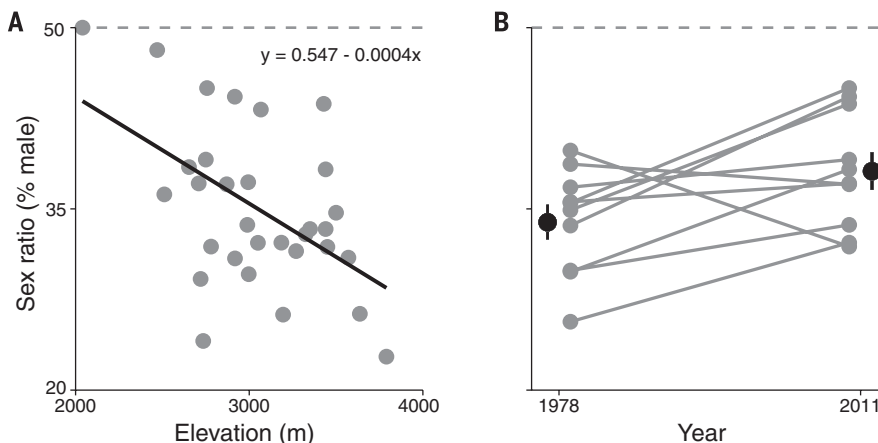 A
B
50
y = 0.547 - 0.0004x
35
20
Sex ratio (% male)
2000
3000
4000
Elevation (m)
1978
2011
Year